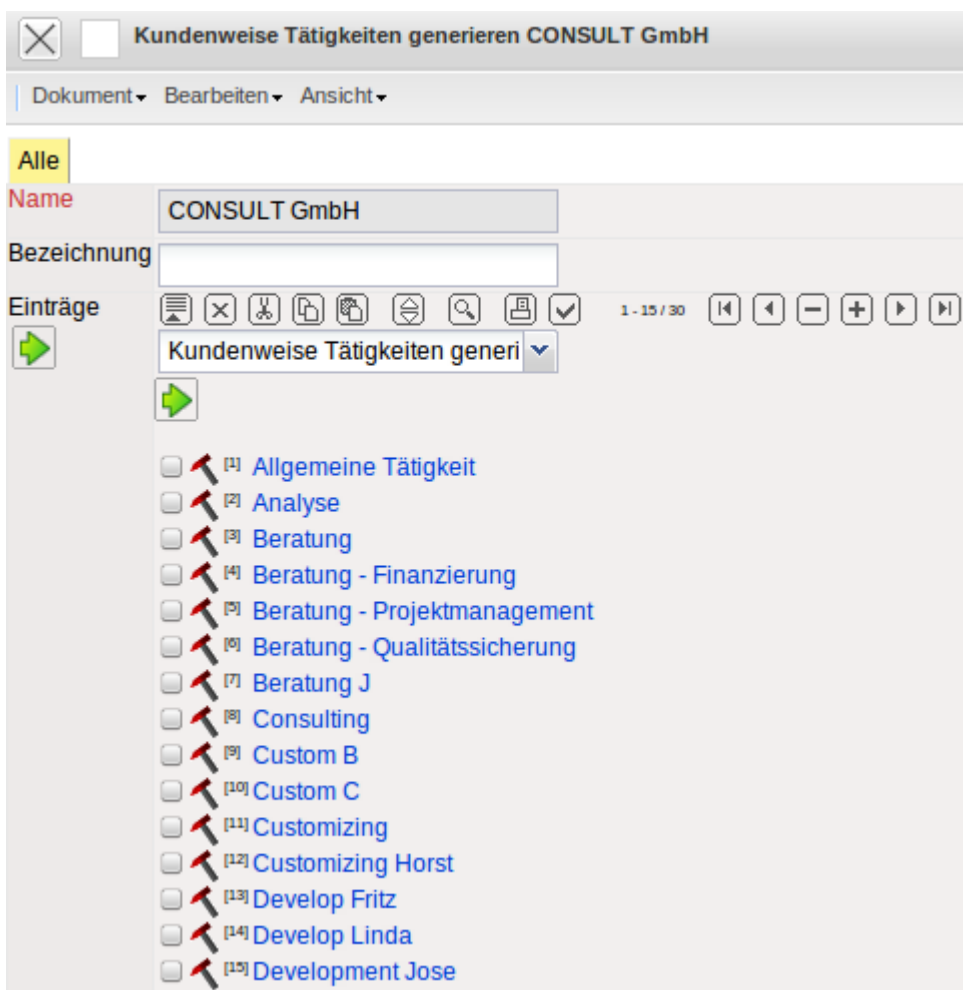 Kundenweise Tätigkeiten generieren CONSULT GmbH
Dokument Bearbeiten Ansicht
Alle
Name CONSULT GmbH
Bezeichnung
Einträge 1 - 15 / 30
Kundenweise Tätigkeiten generi
[1] Allgemeine Tätigkeit
[2] Analyse
[3] Beratung
[4] Beratung - Finanzierung
[5] Beratung - Projektmanagement
[6] Beratung - Qualitätssicherung
[7] Beratung J
[8] Consulting
[9] Custom B
[10] Custom C
[11] Customizing
[12] Customizing Horst
[13] Develop Fritz
[14] Develop Linda
[15] Development Jose